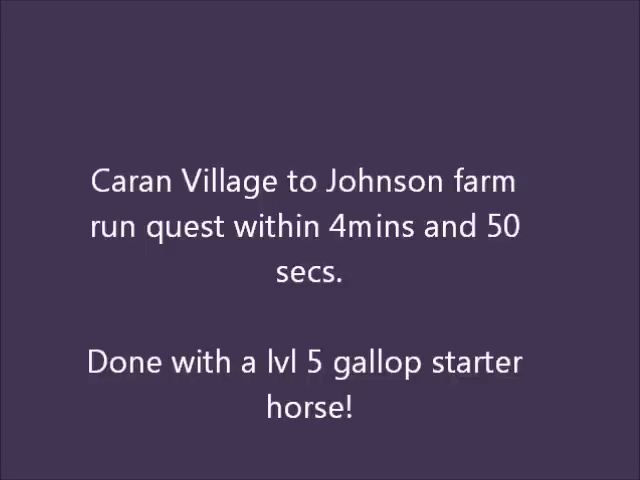 Caran Village to Johnson farm
run quest within 4mins and 50
secs.
Done with a lvl 5 gallop starter
horse!